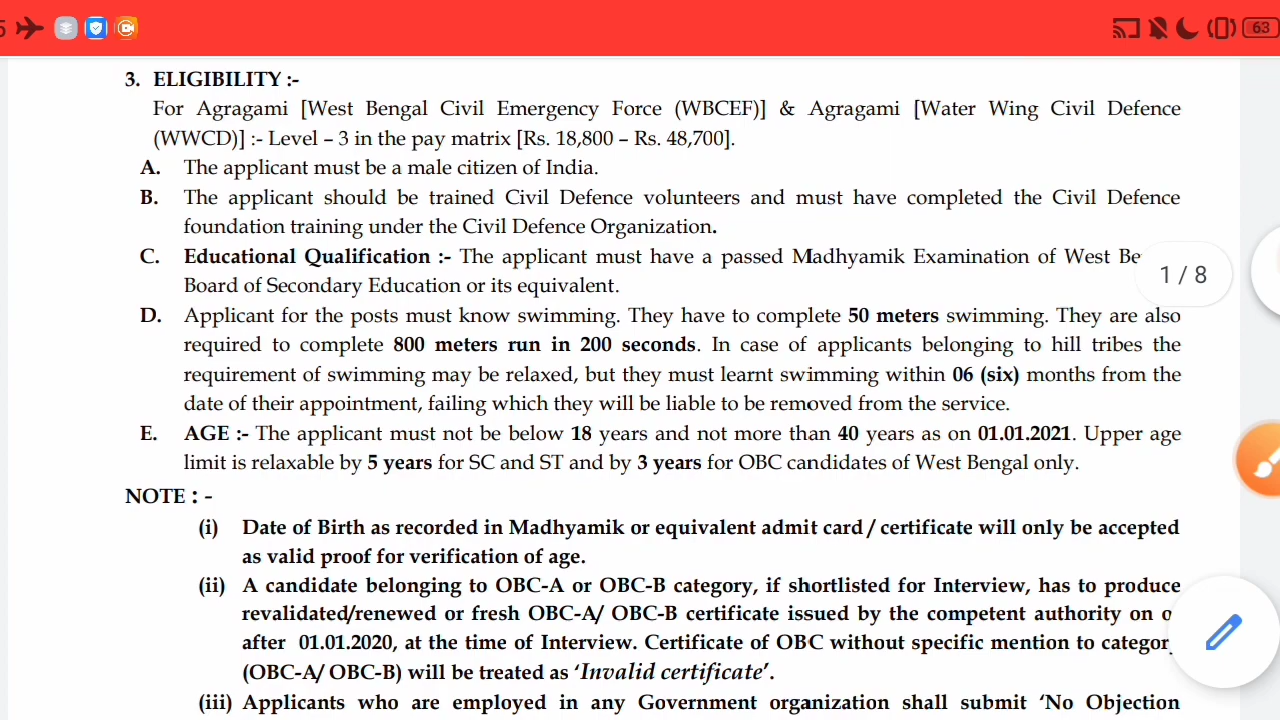 5
63
3. ELIGIBILITY :-
For Agragami [West Bengal Civil Emergency Force (WBCEF)] & Agragami [Water Wing Civil Defence
(WWCD)] :- Level – 3 in the pay matrix [Rs. 18,800 – Rs. 48,700].
A. The applicant must be a male citizen of India.
B. The applicant should be trained Civil Defence volunteers and must have completed the Civil Defence
foundation training under the Civil Defence Organization.
C. Educational Qualification :- The applicant must have a passed Madhyamik Examination of West Be
1 / 8
Board of Secondary Education or its equivalent.
D. Applicant for the posts must know swimming. They have to complete 50 meters swimming. They are also
required to complete 800 meters run in 200 seconds. In case of applicants belonging to hill tribes the
requirement of swimming may be relaxed, but they must learnt swimming within 06 (six) months from the
date of their appointment, failing which they will be liable to be removed from the service.
E. AGE :- The applicant must not be below 18 years and not more than 40 years as on 01.01.2021. Upper age
limit is relaxable by 5 years for SC and ST and by 3 years for OBC candidates of West Bengal only.
NOTE : -
(i) Date of Birth as recorded in Madhyamik or equivalent admit card / certificate will only be accepted
as valid proof for verification of age.
(ii) A candidate belonging to OBC-A or OBC-B category, if shortlisted for Interview, has to produce
revalidated/renewed or fresh OBC-A/ OBC-B certificate issued by the competent authority on o
after 01.01.2020, at the time of Interview. Certificate of OBC without specific mention to categor
(OBC-A/ OBC-B) will be treated as ‘Invalid certificate’.
(iii) Applicants who are employed in any Government organization shall submit ‘No Objection